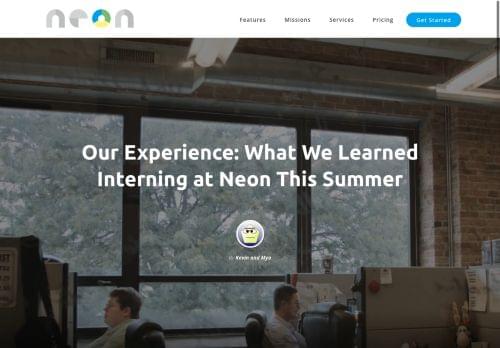 neon
Features Missions Services Pricing Get Started
Our Experience: What We Learned
Interning at Neon This Summer
By Kevin and Mya